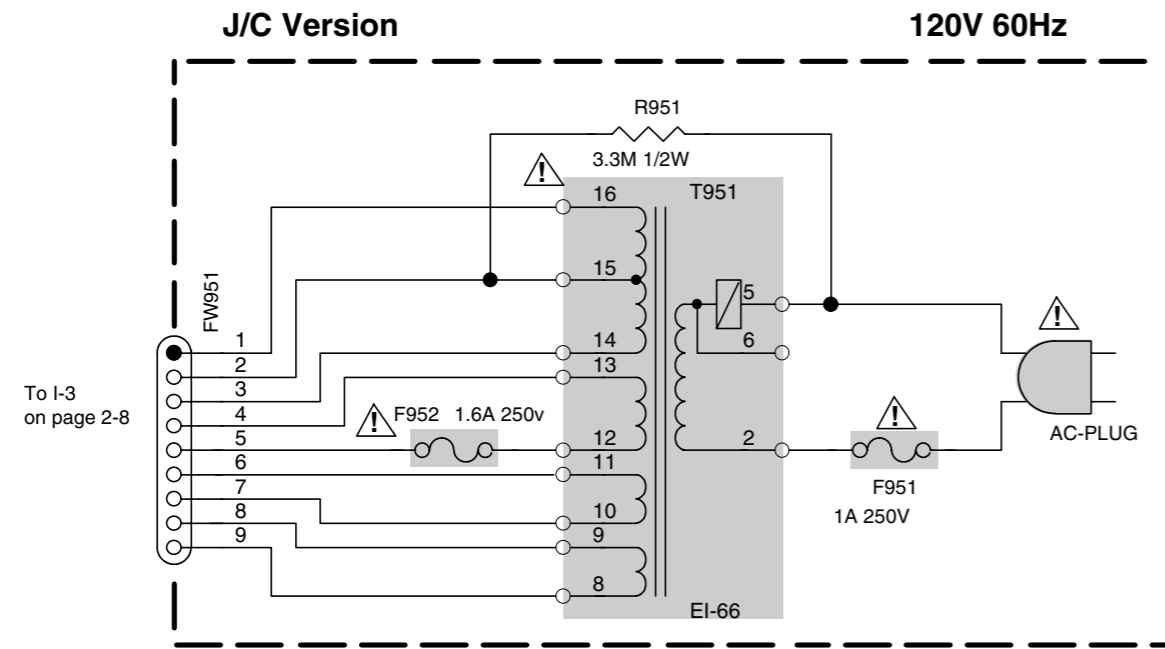 J/C Version
120V 60Hz
R951
3.3M 1/2W
!
T951
16
15
5
FW951
!
14
6
1
13
2
3
To I-3
on page 2-8
4
!
F952 1.6A 250v
!
AC-PLUG
5
12
2
6
11
F951
7
10
1A 250V
8
9
9
8
EI-66